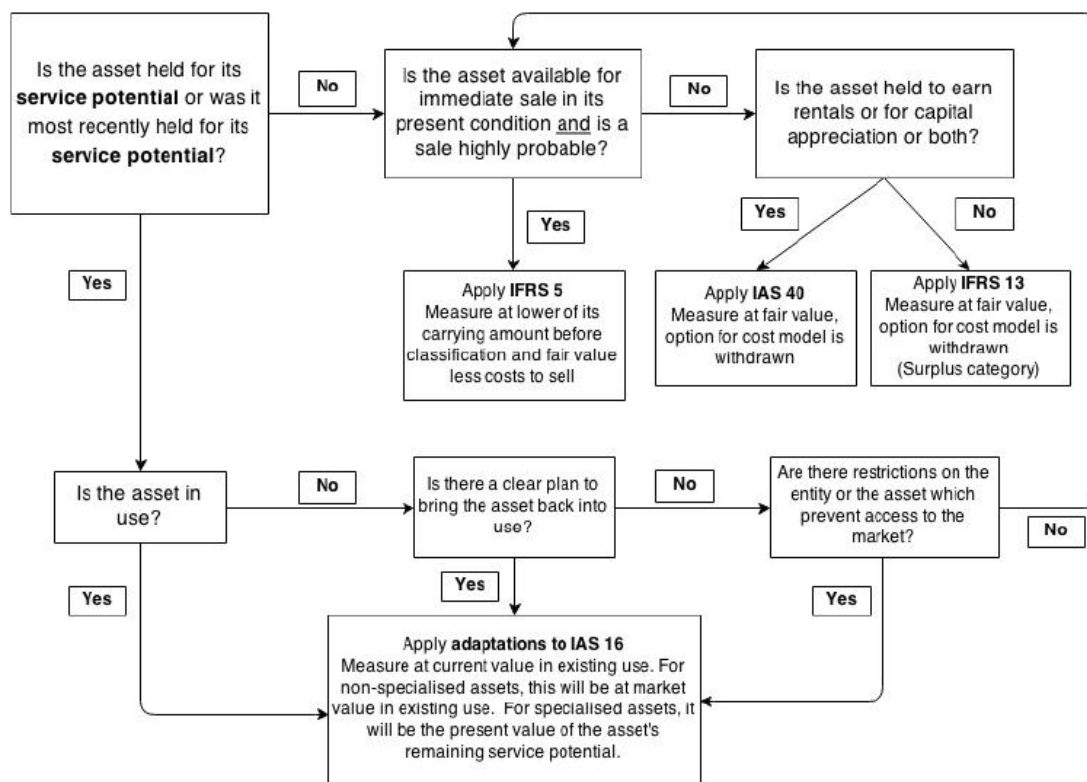 Is the asset held for its
service potential or was it
most recently held for its
service potential?
No
Is the asset available for
immediate sale in its
present condition and is a
sale highly probable?
No
Is the asset held to earn
rentals or for capital
appreciation or both?
Yes
Yes
Yes
No
Apply IFRS 5
Measure at lower of its
carrying amount before
classification and fair value
less costs to sell
Apply IAS 40
Measure at fair value,
option for cost model is
withdrawn
Apply IFRS 13
Measure at fair value,
option for cost model is
withdrawn
(Surplus category)
Is the asset in
use?
No
Is there a clear plan to
bring the asset back into
use?
No
Are there restrictions on the
entity or the asset which
prevent access to the
market?
No
Yes
Yes
Yes
Apply adaptations to IAS 16
Measure at current value in existing use. For
non-specialised assets, this will be at market
value in existing use. For specialised assets, it
will be the present value of the asset's
remaining service potential.